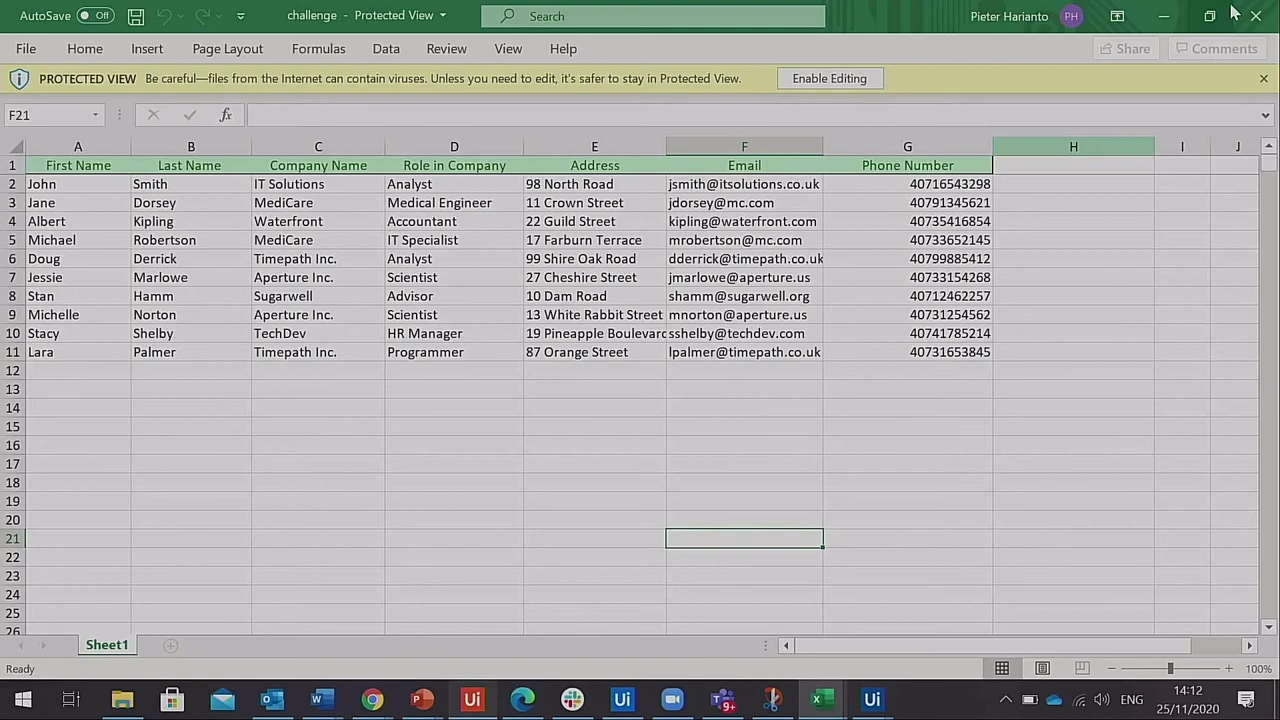 AutoSave Off challenge - Protected View Search Pieter Harianto PH
File Home Insert Page Layout Formulas Data Review View Help Share Comments
PROTECTED VIEW Be careful—files from the Internet can contain viruses. Unless you need to edit, it's safer to stay in Protected View. Enable Editing
F21 fx
A B C D E F G H I J
1 First Name Last Name Company Name Role in Company Address Email Phone Number
2 John Smith IT Solutions Analyst 98 North Road jsmith@itsolutions.co.uk 40716543298
3 Jane Dorsey MediCare Medical Engineer 11 Crown Street jdorsey@mc.com 40791345621
4 Albert Kipling Waterfront Accountant 22 Guild Street kipling@waterfront.com 40735416854
5 Michael Robertson MediCare IT Specialist 17 Farburn Terrace mrobertson@mc.com 40733652145
6 Doug Derrick Timepath Inc. Analyst 99 Shire Oak Road dderrick@timepath.co.uk 40799885412
7 Jessie Marlowe Aperture Inc. Scientist 27 Cheshire Street jmarlowe@aperture.us 40733154268
8 Stan Hamm Sugarwell Advisor 10 Dam Road shamm@sugarwell.org 40712462257
9 Michelle Norton Aperture Inc. Scientist 13 White Rabbit Street mnorton@aperture.us 40731254562
10 Stacy Shelby TechDev HR Manager 19 Pineapple Boulevard sshelby@techdev.com 40741785214
11 Lara Palmer Timepath Inc. Programmer 87 Orange Street lpalmer@timepath.co.uk 40731653845
12
13
14
15
16
17
18
19
20
21
22
23
24
25
26
Sheet1
Ready 100%
Ui Ui 9+ Ui ENG 14:12
25/11/2020